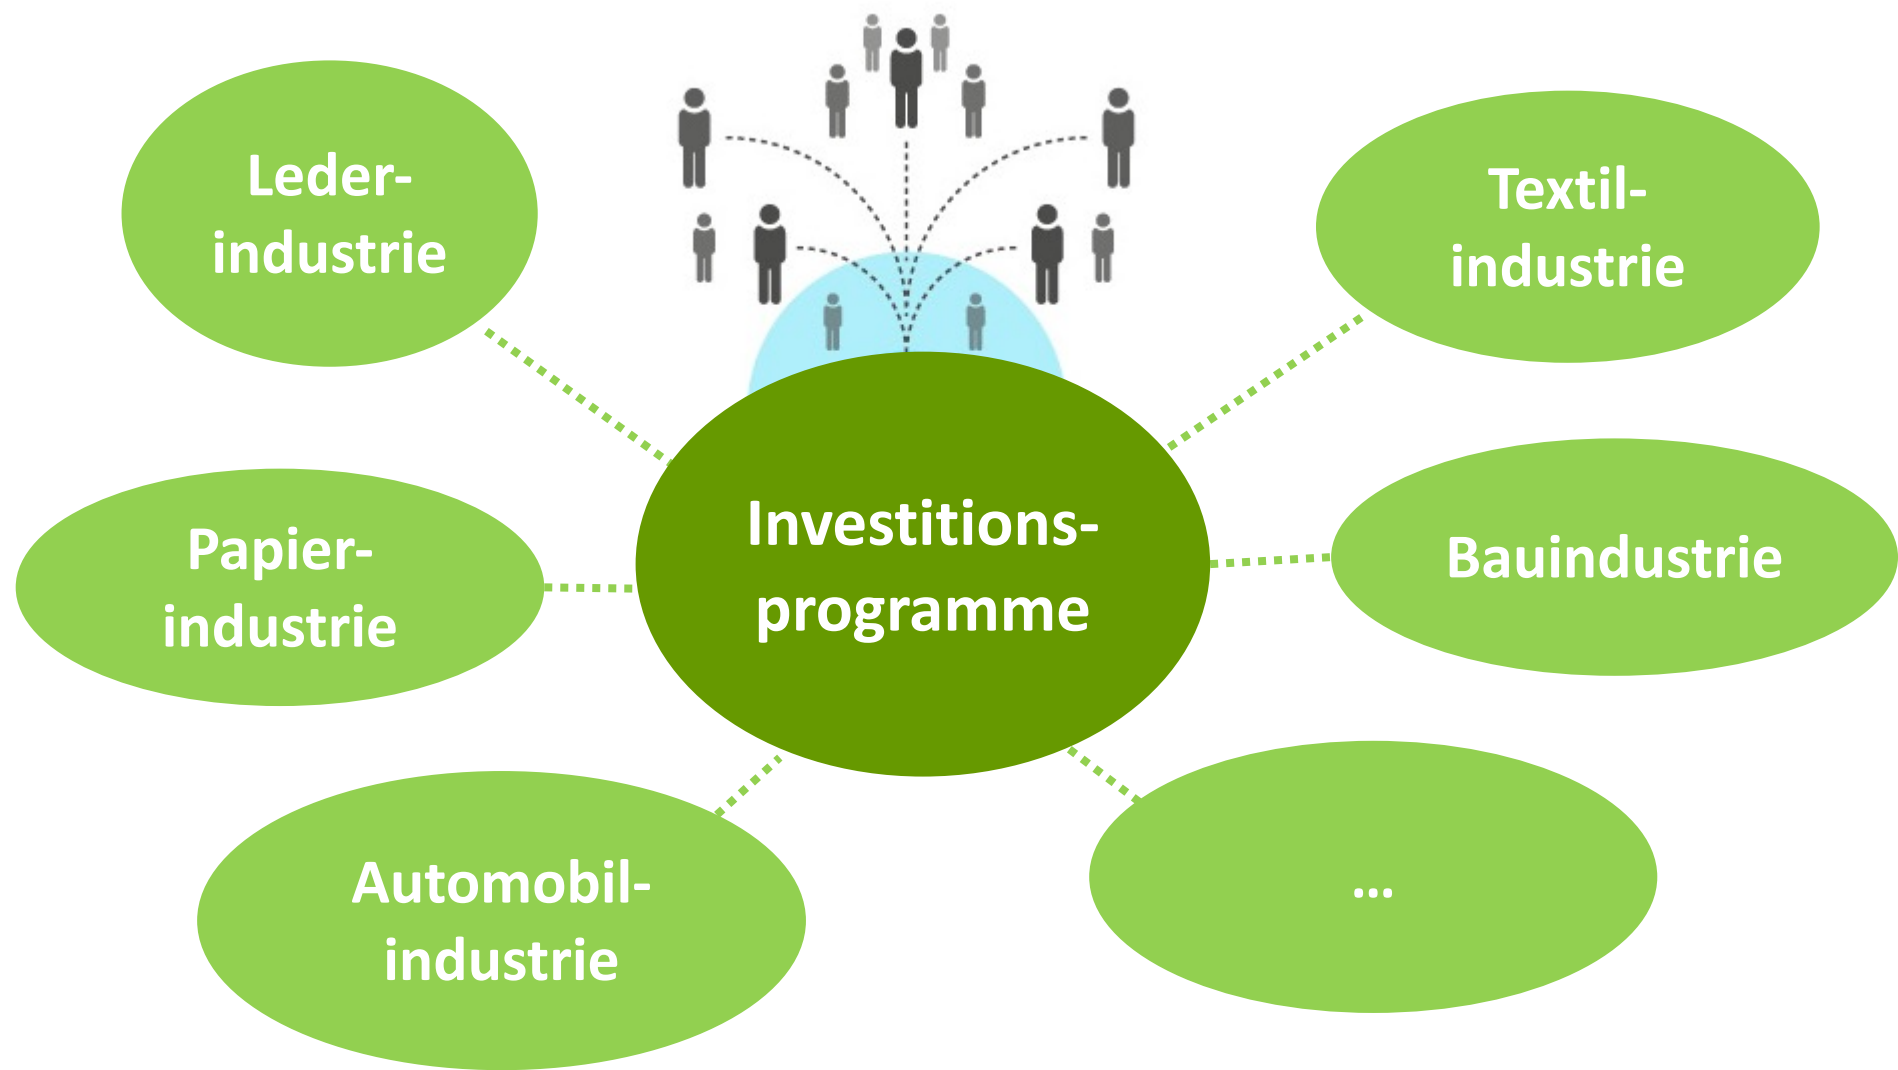 Leder-
industrie
Textil-
industrie
Investitions-
programme
Papier-
industrie
Bauindustrie
Automobil-
industrie
...